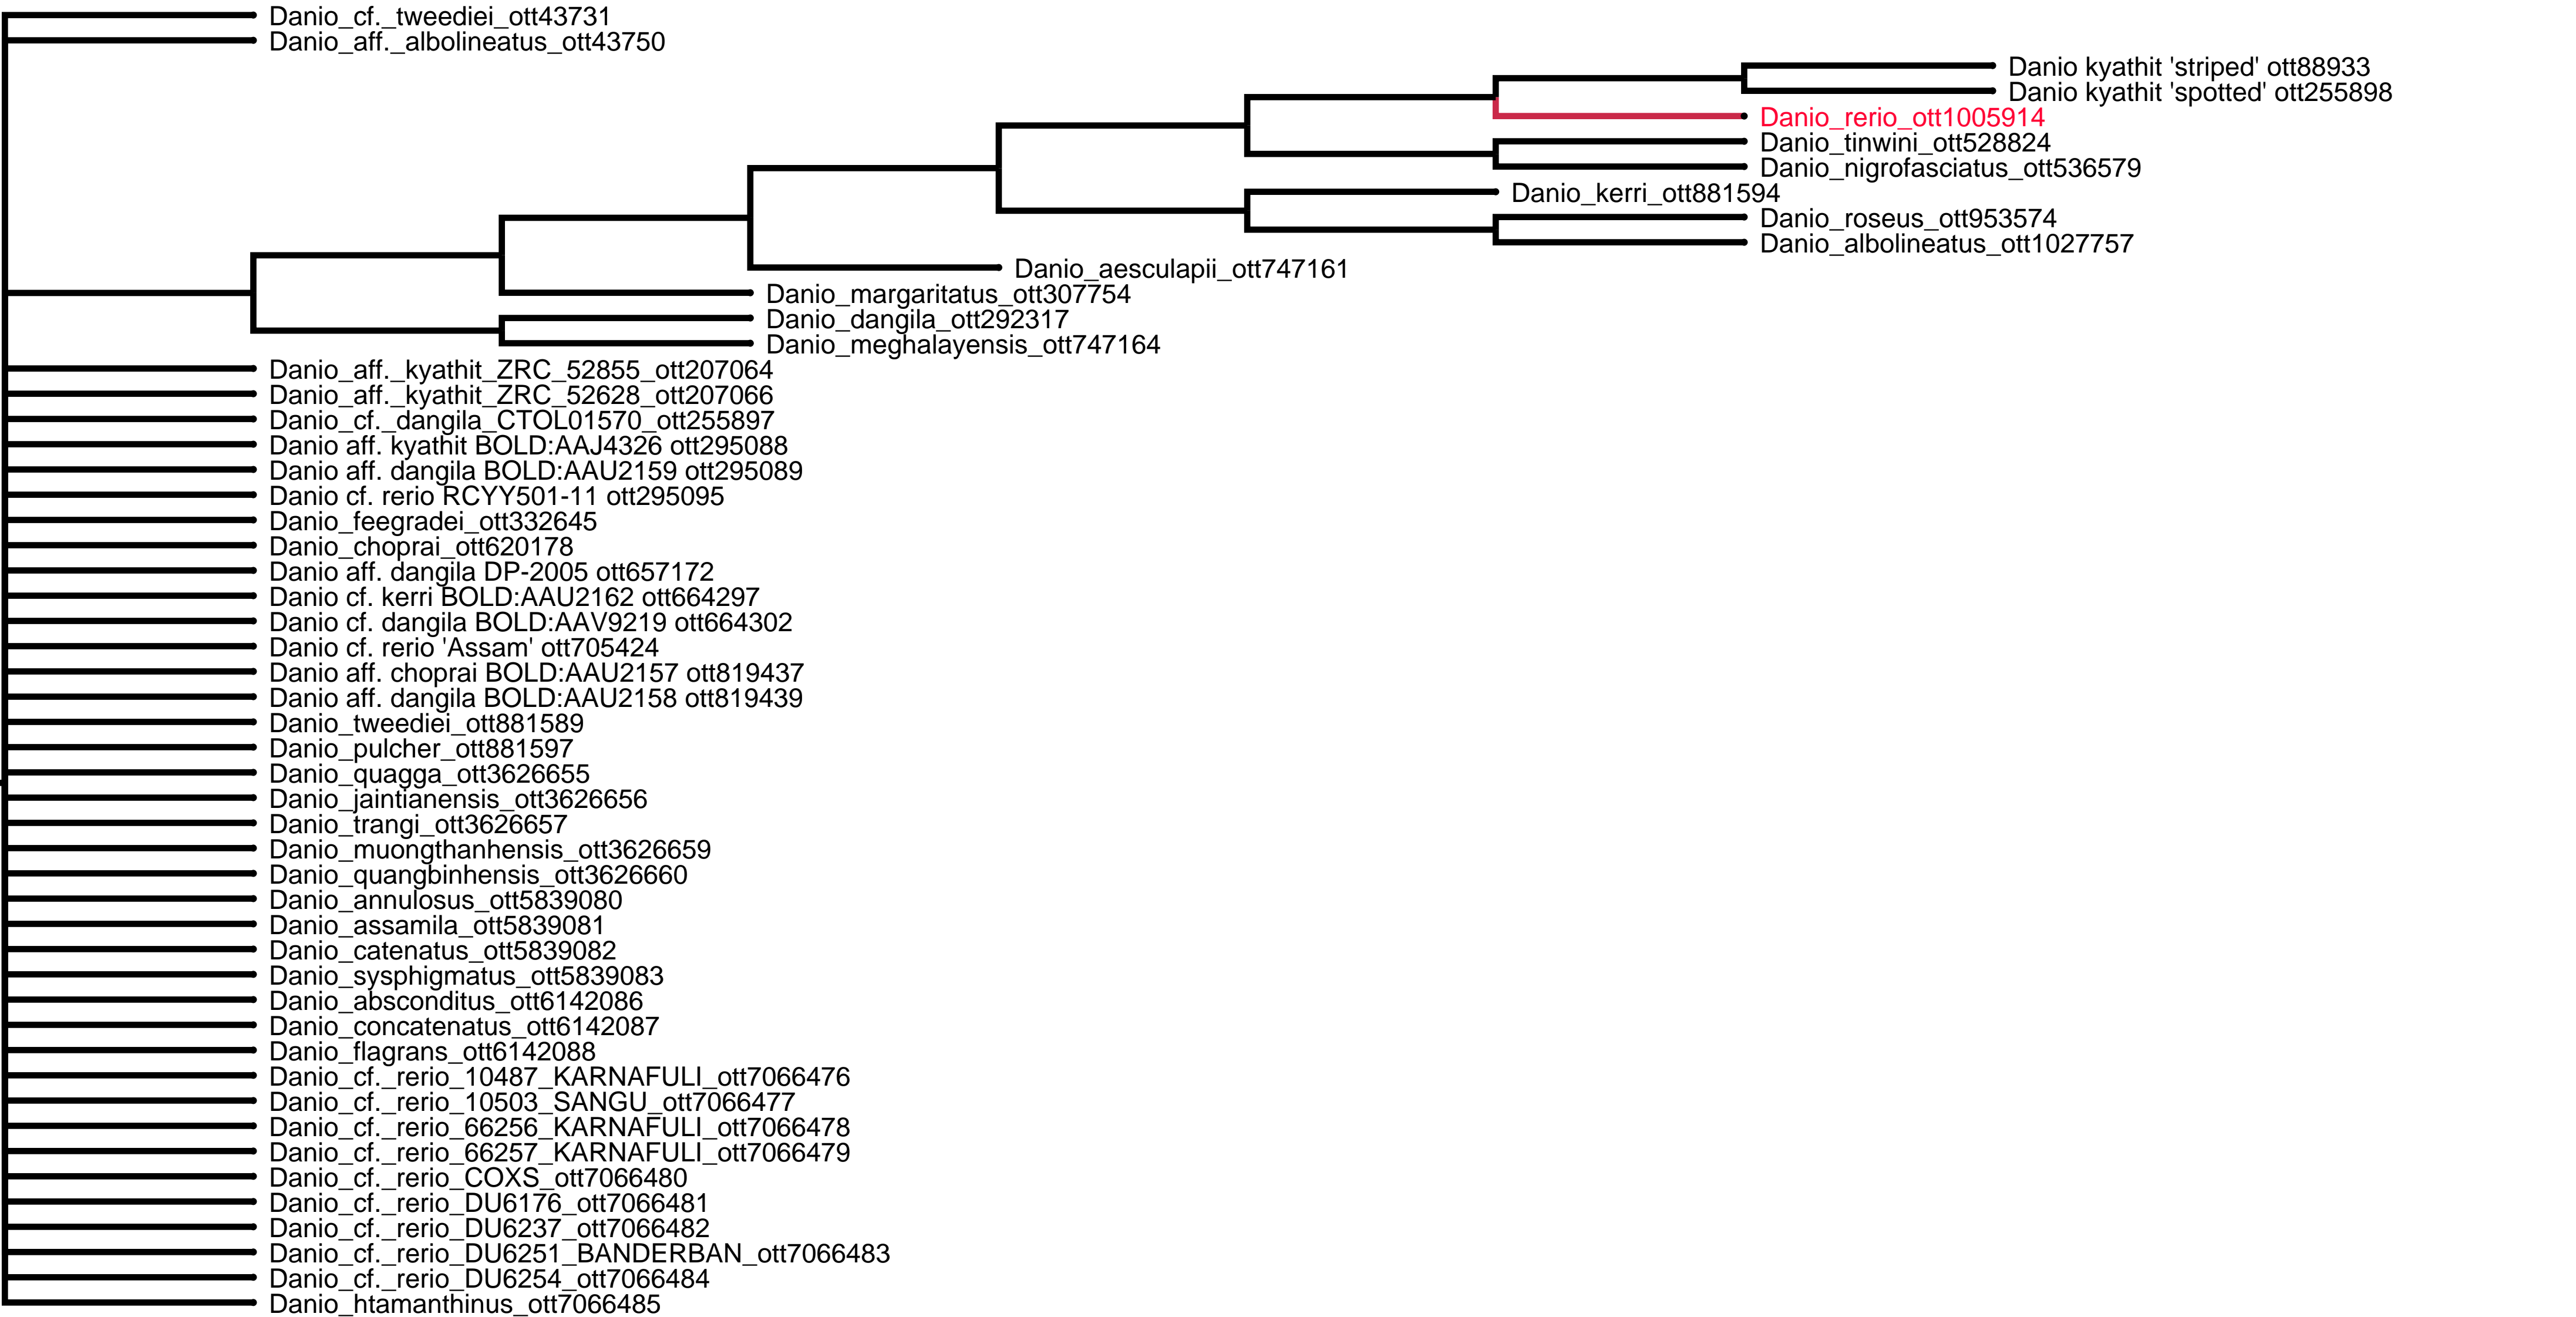 Danio_cf._tweediei_ott43731
Danio_aff._albolineatus_ott43750
Danio kyathit 'striped' ott88933
Danio kyathit 'spotted' ott255898
Danio_rerio_ott1005914
Danio_tinwini_ott528824
Danio_nigrofasciatus_ott536579
Danio_kerri_ott881594
Danio_roseus_ott953574
Danio_albolineatus_ott1027757
Danio_aesculapii_ott747161
Danio_margaritatus_ott307754
Danio_dangila_ott292317
Danio_meghalayensis_ott747164
Danio_aff._kyathit_ZRC_52855_ott207064
Danio_aff._kyathit_ZRC_52628_ott207066
Danio_cf._dangila_CTOL01570_ott255897
Danio aff. kyathit BOLD:AAJ4326 ott295088
Danio aff. dangila BOLD:AAU2159 ott295089
Danio cf. rerio RCYY501-11 ott295095
Danio_feegradei_ott332645
Danio_choprai_ott620178
Danio aff. dangila DP-2005 ott657172
Danio cf. kerri BOLD:AAU2162 ott664297
Danio cf. dangila BOLD:AAV9219 ott664302
Danio cf. rerio 'Assam' ott705424
Danio aff. choprai BOLD:AAU2157 ott819437
Danio aff. dangila BOLD:AAU2158 ott819439
Danio_tweediei_ott881589
Danio_pulcher_ott881597
Danio_quagga_ott3626655
Danio_jaintianensis_ott3626656
Danio_trangi_ott3626657
Danio_muongthanhensis_ott3626659
Danio_quangbinhensis_ott3626660
Danio_annulosus_ott5839080
Danio_assamila_ott5839081
Danio_catenatus_ott5839082
Danio_sysphigmatus_ott5839083
Danio_absconditus_ott6142086
Danio_concatenatus_ott6142087
Danio_flagrans_ott6142088
Danio_cf._rerio_10487_KARNAFULI_ott7066476
Danio_cf._rerio_10503_SANGU_ott7066477
Danio_cf._rerio_66256_KARNAFULI_ott7066478
Danio_cf._rerio_66257_KARNAFULI_ott7066479
Danio_cf._rerio_COXS_ott7066480
Danio_cf._rerio_DU6176_ott7066481
Danio_cf._rerio_DU6237_ott7066482
Danio_cf._rerio_DU6251_BANDERBAN_ott7066483
Danio_cf._rerio_DU6254_ott7066484
Danio_htamanthinus_ott7066485